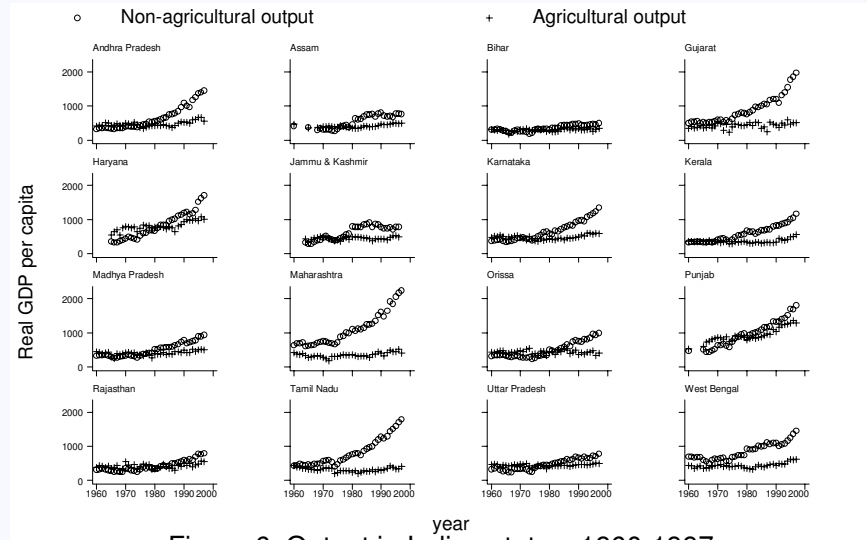 Non-agricultural output
Agricultural output
Andhra Pradesh
Assam
Bihar
Gujarat
2000
1000
0
Haryana
Jammu & Kashmir
Karnataka
Kerala
2000
1000
0
Madhya Pradesh
Maharashtra
Orissa
Punjab
2000
1000
0
Rajasthan
Tamil Nadu
Uttar Pradesh
West Bengal
2000
1000
0
1960 1970 1980 1990 2000
1960 1970 1980 1990 2000
1960 1970 1980 1990 2000
1960 1970 1980 1990 2000
Real GDP per capita
year